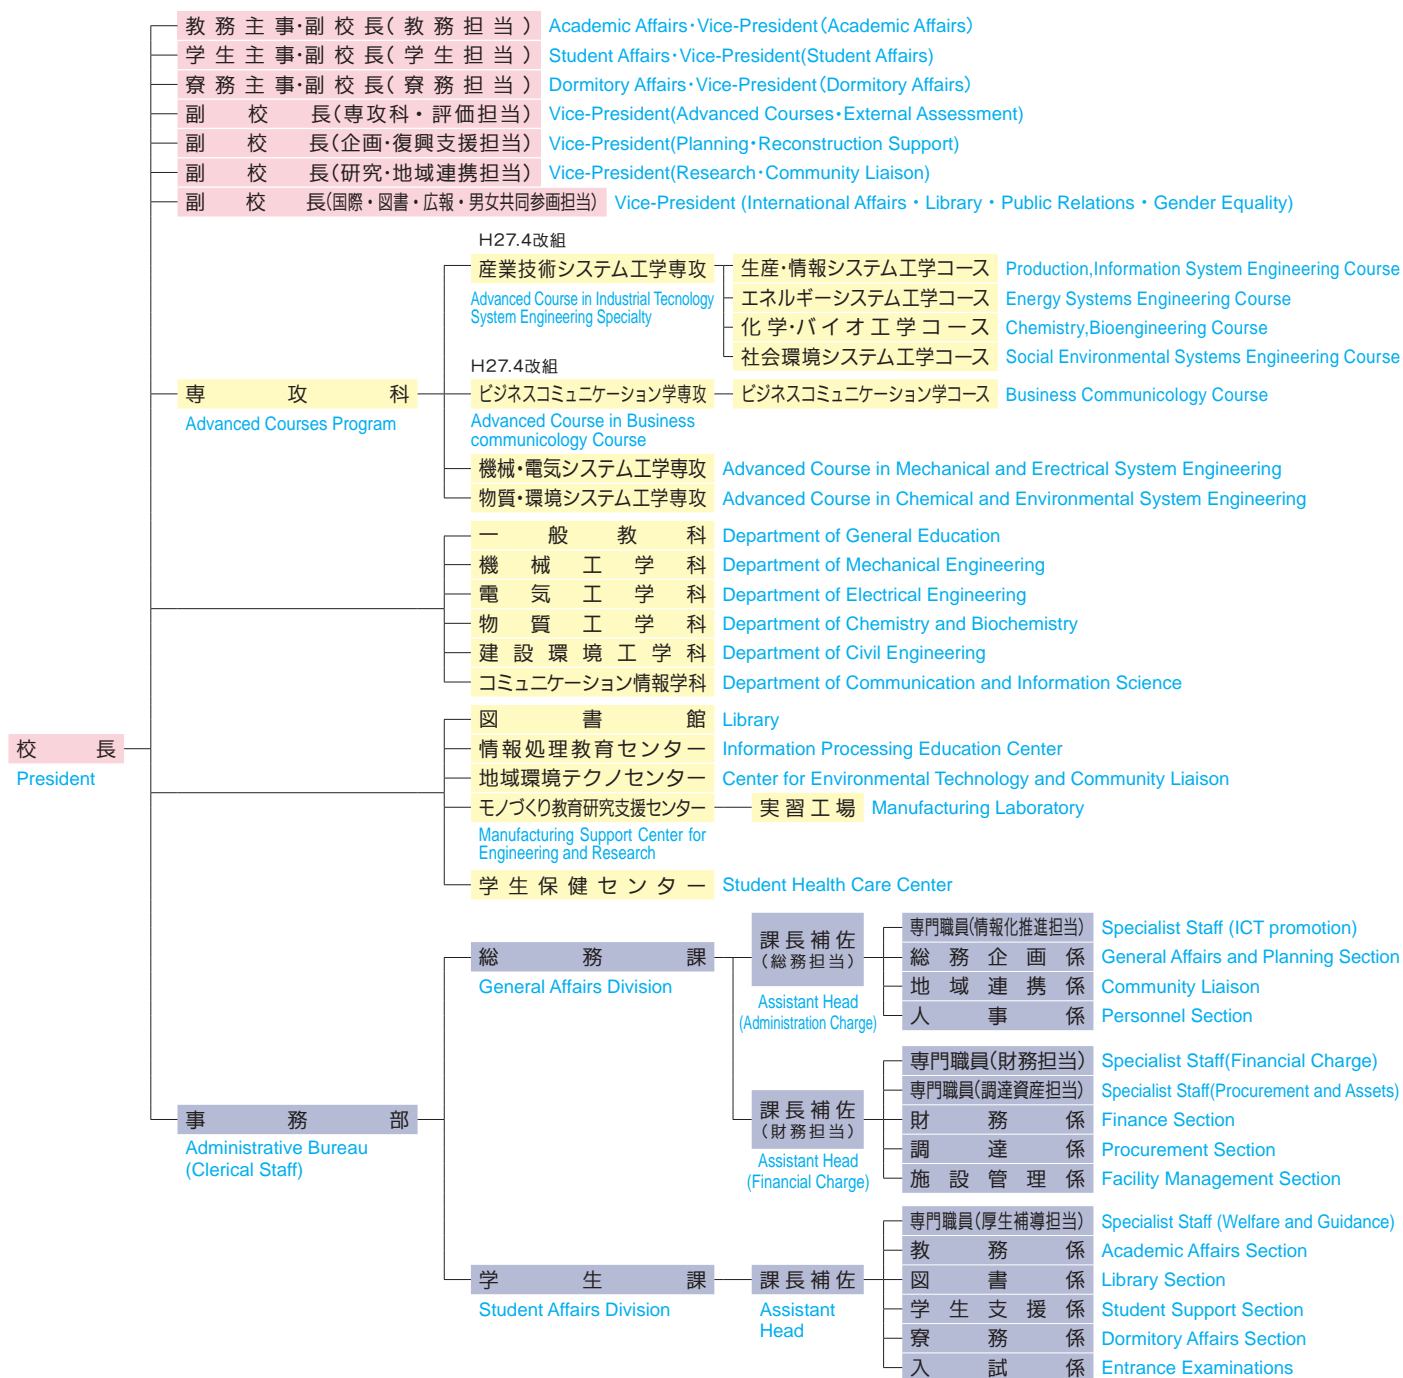 教務主事・副校長(教務担当) Academic Affairs・Vice-President(Academic Affairs)
学生主事・副校長(学生担当) Student Affairs・Vice-President(Student Affairs)
寮務主事・副校長(寮務担当) Dormitory Affairs・Vice-President(Dormitory Affairs)
副校長(専攻科・評価担当) Vice-President(Advanced Courses・External Assessment)
副校長(企画・復興支援担当) Vice-President(Planning・Reconstruction Support)
副校長(研究・地域連携担当) Vice-President(Research・Community Liaison)
副校長(国際・図書・広報・男女共同参画担当) Vice-President (International Affairs・Library・Public Relations・Gender Equality)
H27.4改組
産業技術システム工学専攻
Advanced Course in Industrial Tecnology
System Engineering Specialty
生産・情報システム工学コース Production,Information System Engineering Course
エネルギーシステム工学コース Energy Systems Engineering Course
化学・バイオ工学コース Chemistry,Bioengineering Course
社会環境システム工学コース Social Environmental Systems Engineering Course
H27.4改組
専攻科
Advanced Courses Program
ビジネスコミュニケーション学専攻
Advanced Course in Business
communicology Course
ビジネスコミュニケーション学コース Business Communicology Course
機械・電気システム工学専攻 Advanced Course in Mechanical and Erectrical System Engineering
物質・環境システム工学専攻 Advanced Course in Chemical and Environmental System Engineering
一般教科 Department of General Education
機械工学科 Department of Mechanical Engineering
電気工学科 Department of Electrical Engineering
物質工学科 Department of Chemistry and Biochemistry
建設環境工学科 Department of Civil Engineering
コミュニケーション情報学科 Department of Communication and Information Science
校長
President
図書館 Library
情報処理教育センター Information Processing Education Center
地域環境テクノセンター Center for Environmental Technology and Community Liaison
モノづくり教育研究支援センター
Manufacturing Support Center for
Engineering and Research
実習工場 Manufacturing Laboratory
学生保健センター Student Health Care Center
事務部
Administrative Bureau
(Clerical Staff)
総務課
General Affairs Division
課長補佐
(総務担当)
Assistant Head
(Administration Charge)
専門職員(情報化推進担当) Specialist Staff (ICT promotion)
総務企画係 General Affairs and Planning Section
地域連携係 Community Liaison
人事係 Personnel Section
課長補佐
(財務担当)
Assistant Head
(Financial Charge)
専門職員(財務担当) Specialist Staff(Financial Charge)
専門職員(調達資産担当) Specialist Staff(Procurement and Assets)
財務係 Finance Section
調達係 Procurement Section
施設管理係 Facility Management Section
学生課
Student Affairs Division
課長補佐
Assistant
Head
専門職員(厚生補導担当) Specialist Staff (Welfare and Guidance)
教務係 Academic Affairs Section
図書係 Library Section
学生支援係 Student Support Section
寮務係 Dormitory Affairs Section
入試係 Entrance Examinations